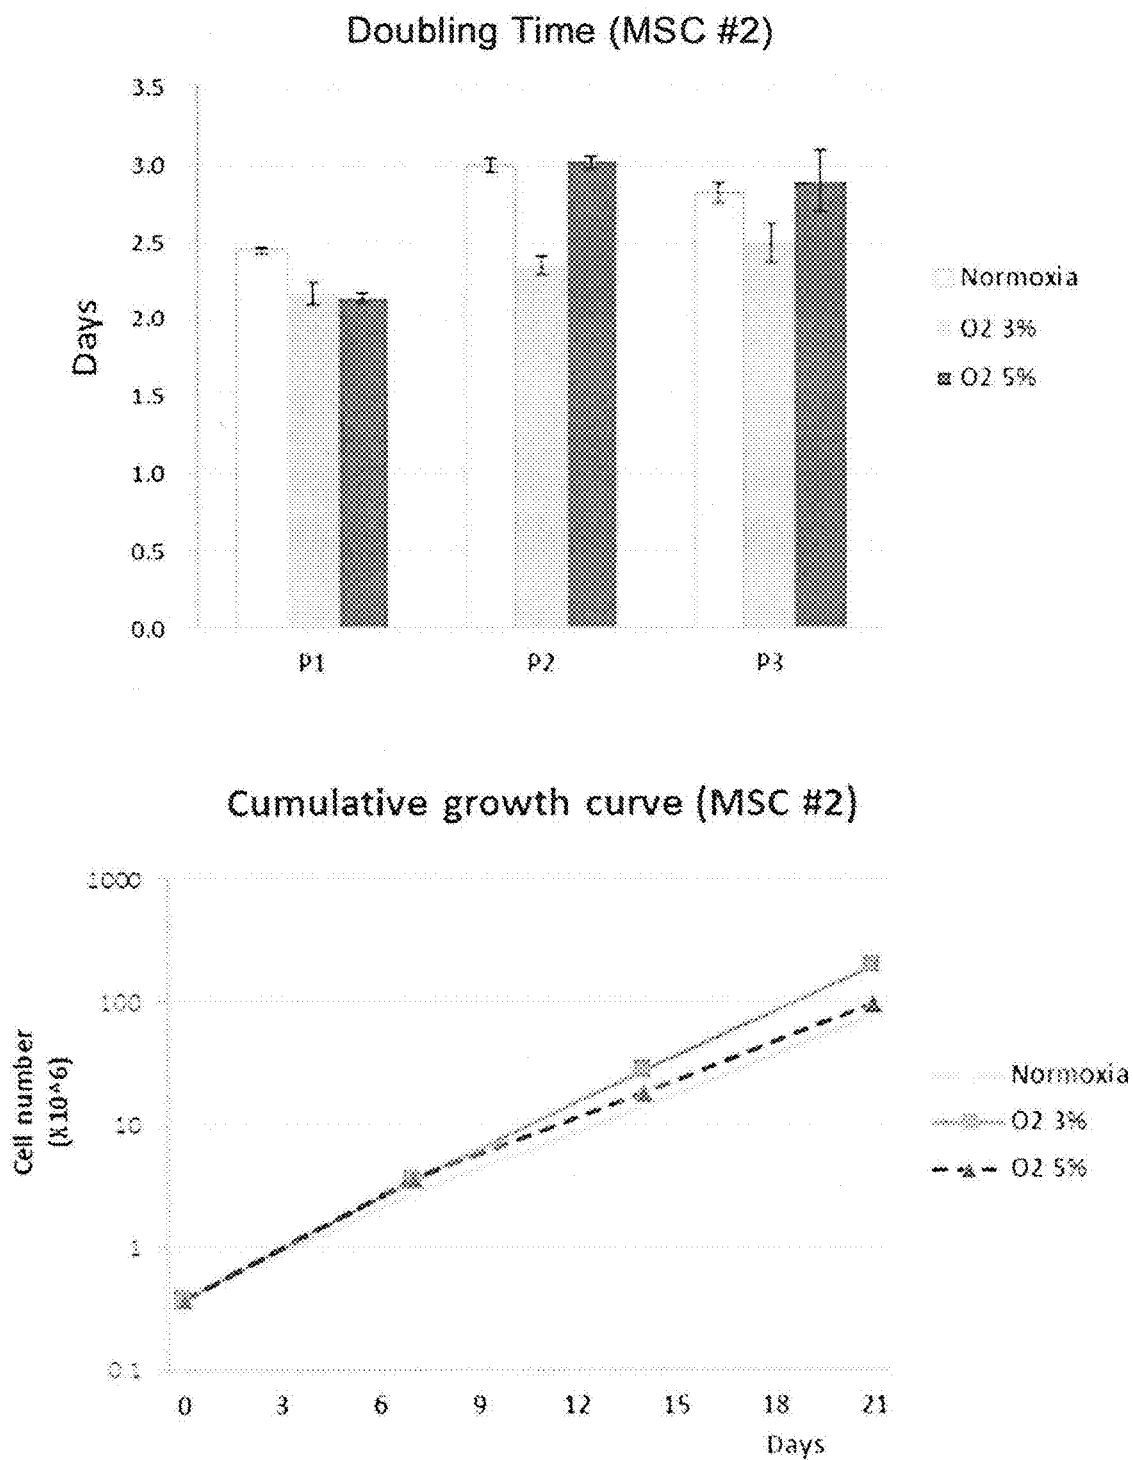 Doubling Time (MSC #2)
3.5
3.0
2.5
2.0
1.5
1.0
0.5
0.0
Days
P1 P2 P3
Normoxia
O2 3%
O2 5%
Cumulative growth curve (MSC #2)
1000
100
10
1
0.1
Cell number
(X10^6)
0 3 6 9 12 15 18 21
Days
Normoxia
O2 3%
O2 5%